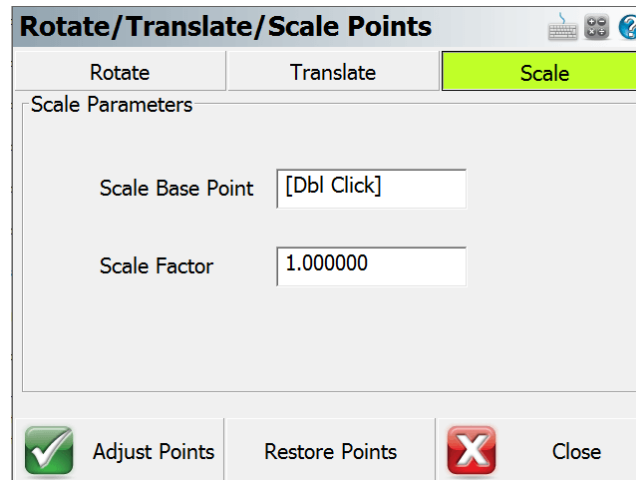 Rotate/Translate/Scale Points
Rotate Translate Scale
Scale Parameters
Scale Base Point [Dbl Click]
Scale Factor 1.000000
Adjust Points Restore Points Close